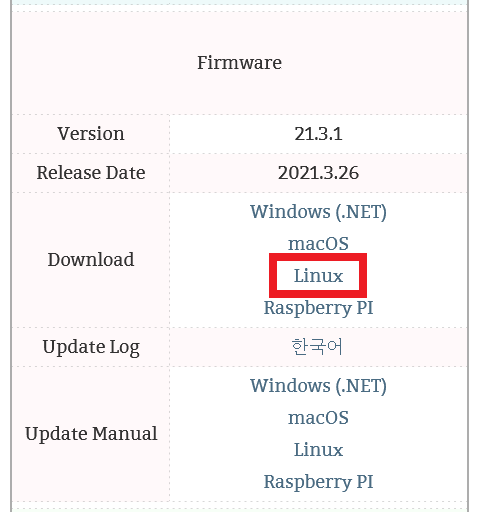 Firmware
Version 21.3.1
Release Date 2021.3.26
Download
Windows (.NET)
macOS
Linux
Raspberry PI
Update Log 한국어
Update Manual
Windows (.NET)
macOS
Linux
Raspberry PI